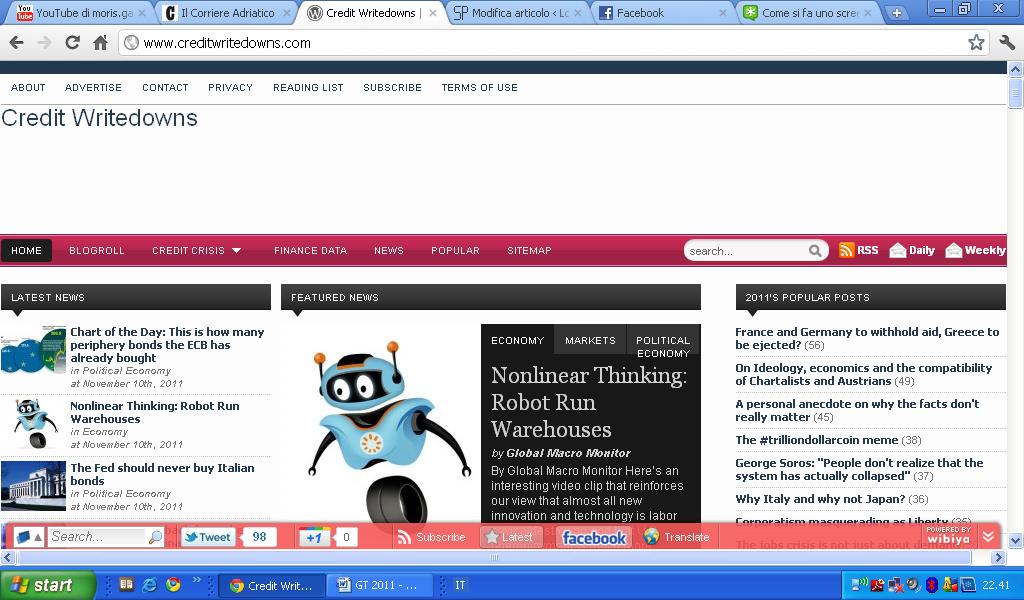 YouTube di moris.ga
Il Corriere Adriatico
Credit Writedowns |
Modifica articolo ‹ Lo
Facebook
Come si fa uno scree
www.creditwritedowns.com
ABOUT ADVERTISE CONTACT PRIVACY READING LIST SUBSCRIBE TERMS OF USE
Credit Writedowns
HOME BLOGROLL CREDIT CRISIS FINANCE DATA NEWS POPULAR SITEMAP search... RSS Daily Weekly
LATEST NEWS
Chart of the Day: This is how many
periphery bonds the ECB has
already bought
in Political Economy
at November 10th, 2011
Nonlinear Thinking: Robot Run
Warehouses
in Economy
at November 10th, 2011
The Fed should never buy Italian
bonds
in Political Economy
at November 10th, 2011
FEATURED NEWS
ECONOMY MARKETS POLITICAL
ECONOMY
Nonlinear Thinking:
Robot Run
Warehouses
by Global Macro Monitor
By Global Macro Monitor Here's an
interesting video clip that reinforces
our view that almost all new
innovation and technology is labor
2011'S POPULAR POSTS
France and Germany to withhold aid, Greece to
be ejected? (56)
On Ideology, economics and the compatibility
of Chartalists and Austrians (49)
A personal anecdote on why the facts don't
really matter (45)
The #trilliondollarcoin meme (38)
George Soros: "People don't realize that the
system has actually collapsed" (37)
Why Italy and why not Japan? (36)
Corporatism masquerading as Liberty (35)
The jobs crisis is not just about
Search... Tweet 98 +1 0 Subscribe Latest facebook Translate POWERED BY
wibiya
start Credit Writ... GT 2011 - ... IT 22.41